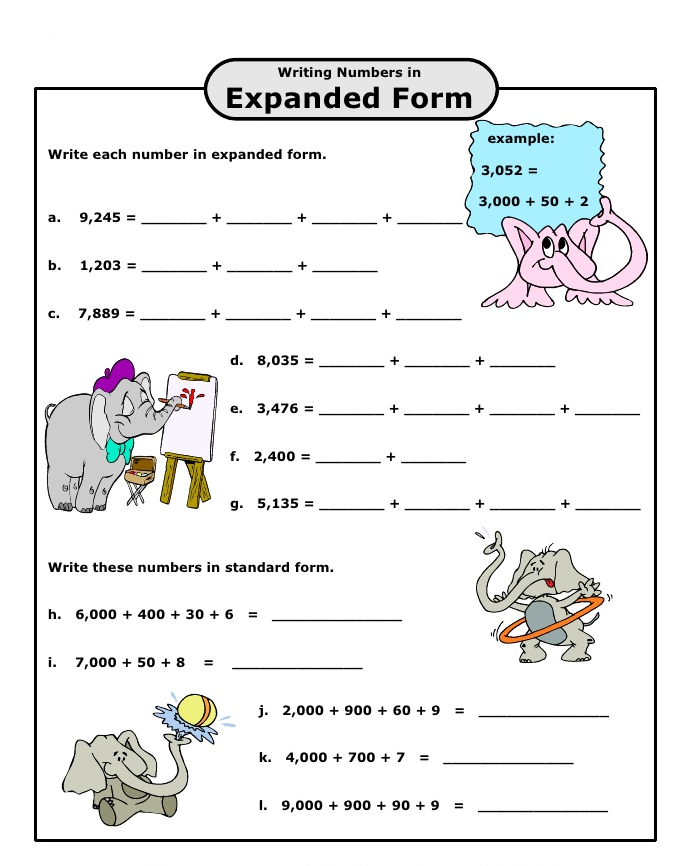 Writing Numbers in
Expanded Form
example:
3,052 =
3,000 + 50 + 2
Write each number in expanded form.
a. 9,245 = ________ + ________ + ________ + ________
b. 1,203 = ________ + ________ + ________
c. 7,889 = ________ + ________ + ________ + ________
d. 8,035 = ________ + ________ + ________
e. 3,476 = ________ + ________ + ________ + ________
f. 2,400 = ________ + ________
g. 5,135 = ________ + ________ + ________ + ________
Write these numbers in standard form.
h. 6,000 + 400 + 30 + 6 = ________________
i. 7,000 + 50 + 8 = ________________
j. 2,000 + 900 + 60 + 9 = ________________
k. 4,000 + 700 + 7 = ________________
l. 9,000 + 900 + 90 + 9 = ________________